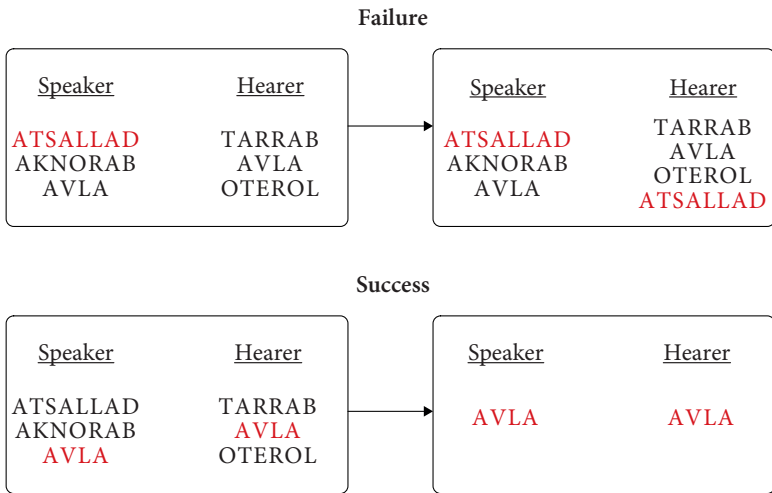 Failure
Speaker Hearer
ATSALLAD TARRAB
AKNORAB AVLA
AVLA OTEROL
Speaker Hearer
ATSALLAD TARRAB
AKNORAB AVLA
AVLA OTEROL
ATSALLAD
Success
Speaker Hearer
ATSALLAD TARRAB
AKNORAB AVLA
AVLA OTEROL
Speaker Hearer
AVLA AVLA